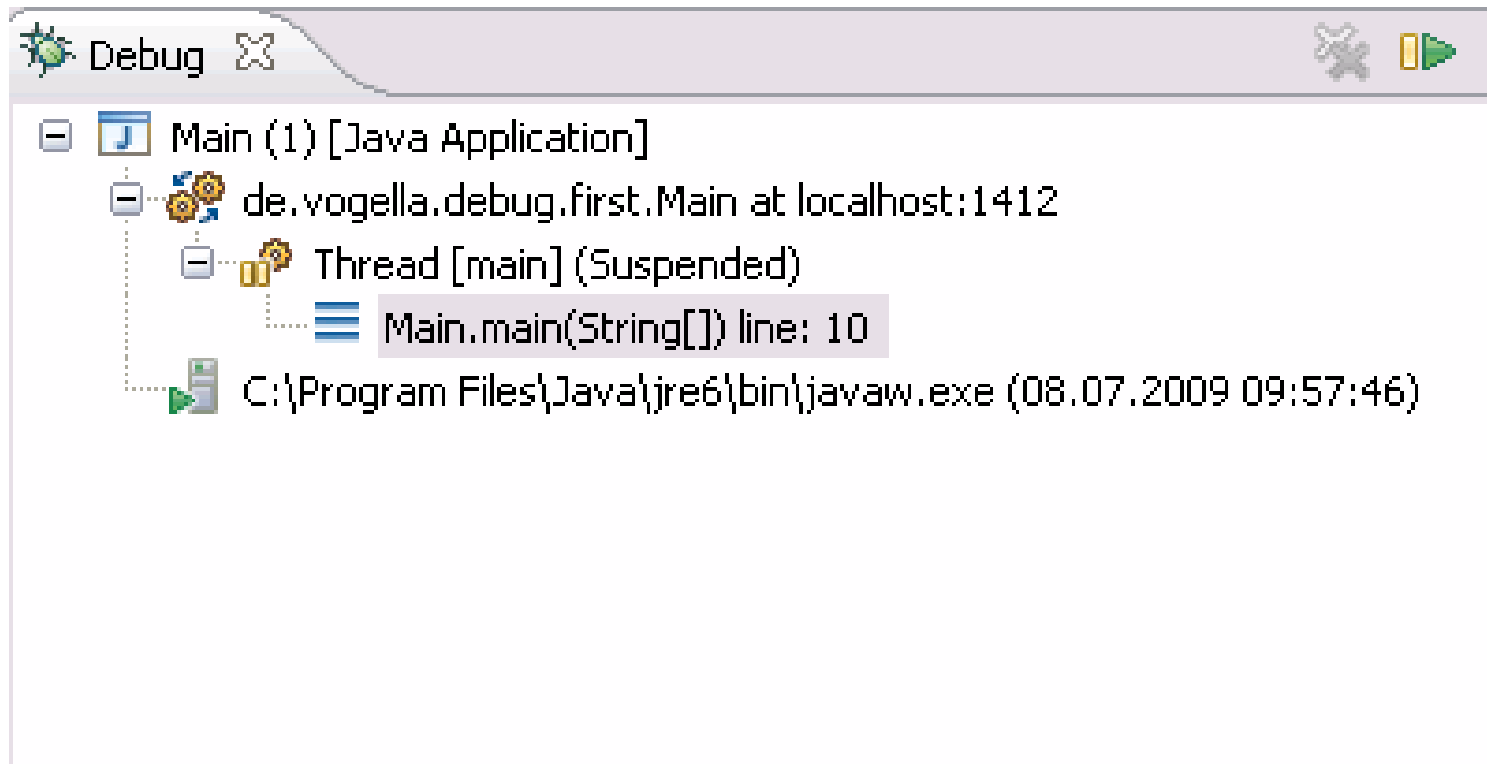 Debug
Main (1) [Java Application]
de.vogella.debug.first.Main at localhost:1412
Thread [main] (Suspended)
Main.main(String[]) line: 10
C:\Program Files\Java\jre6\bin\javaw.exe (08.07.2009 09:57:46)